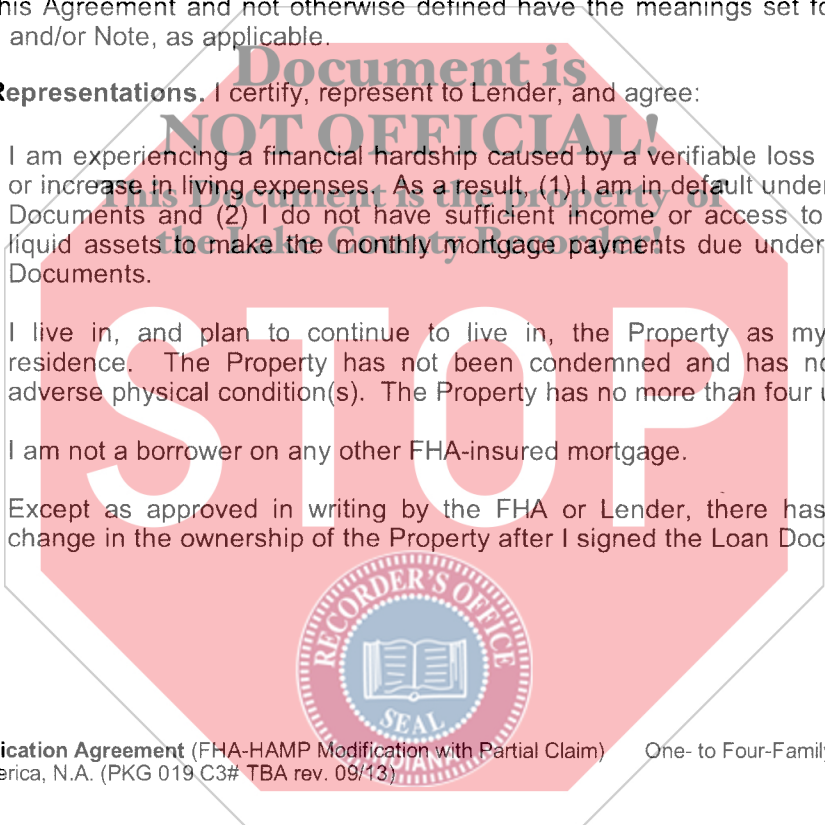 his Agreement and not otherwise defined have the meanings set fo
and/or Note, as applicable.
Document is
Representations. I certify, represent to Lender, and agree:
NOT OFFICIAL!
I am experiencing a financial hardship caused by a verifiable loss
or increase in living expenses. As a result, (1) I am in default under
This Document is the property of
Documents and (2) I do not have sufficient income or access to
the Lake County Recorder!
liquid assets to make the monthly mortgage payments due under
Documents.
I live in, and plan to continue to live in, the Property as my
residence. The Property has not been condemned and has no
adverse physical condition(s). The Property has no more than four u
STOP
I am not a borrower on any other FHA-insured mortgage.
Except as approved in writing by the FHA or Lender, there has
change in the ownership of the Property after I signed the Loan Doc
RECORDER'S OFFICE
SEAL
INDIANA
ication Agreement (FHA-HAMP Modification with Partial Claim) One- to Four-Family
erica, N.A. (PKG 019 C3# TBA rev. 09/13)